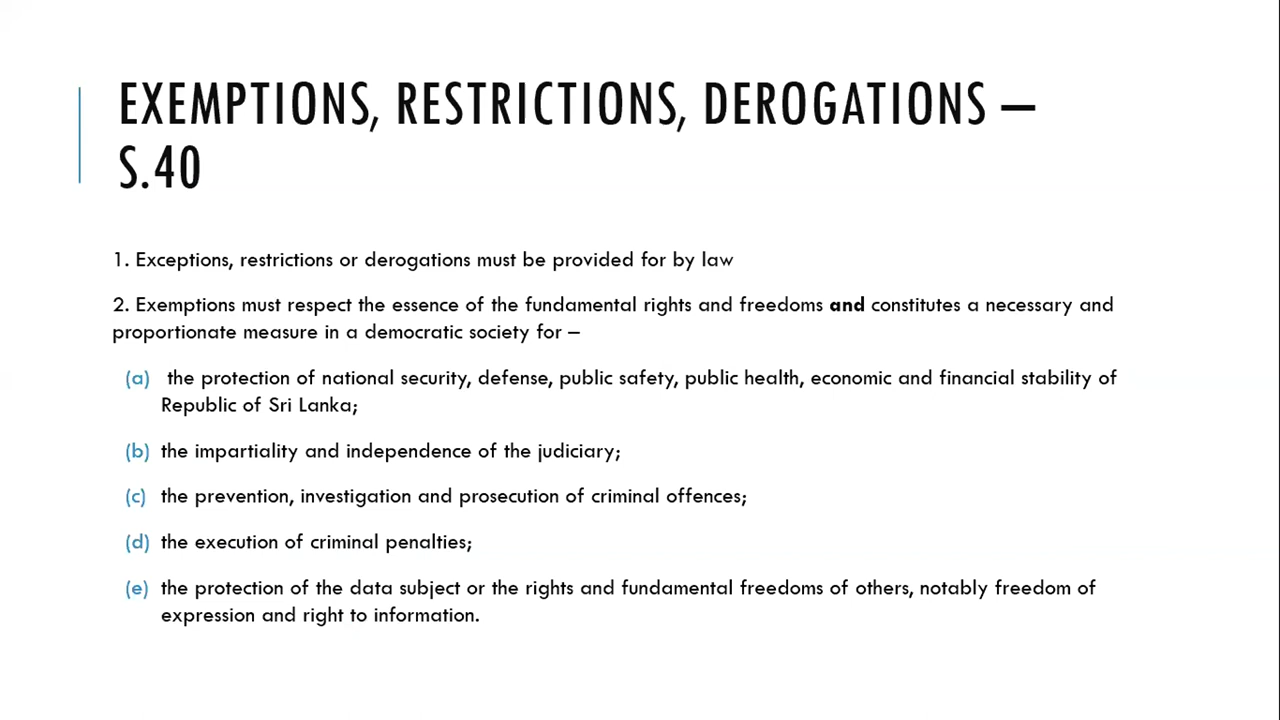 EXEMPTIONS, RESTRICTIONS, DEROGATIONS –
S.40
1. Exceptions, restrictions or derogations must be provided for by law
2. Exemptions must respect the essence of the fundamental rights and freedoms and constitutes a necessary and
proportionate measure in a democratic society for –
(a) the protection of national security, defense, public safety, public health, economic and financial stability of
Republic of Sri Lanka;
(b) the impartiality and independence of the judiciary;
(c) the prevention, investigation and prosecution of criminal offences;
(d) the execution of criminal penalties;
(e) the protection of the data subject or the rights and fundamental freedoms of others, notably freedom of
expression and right to information.